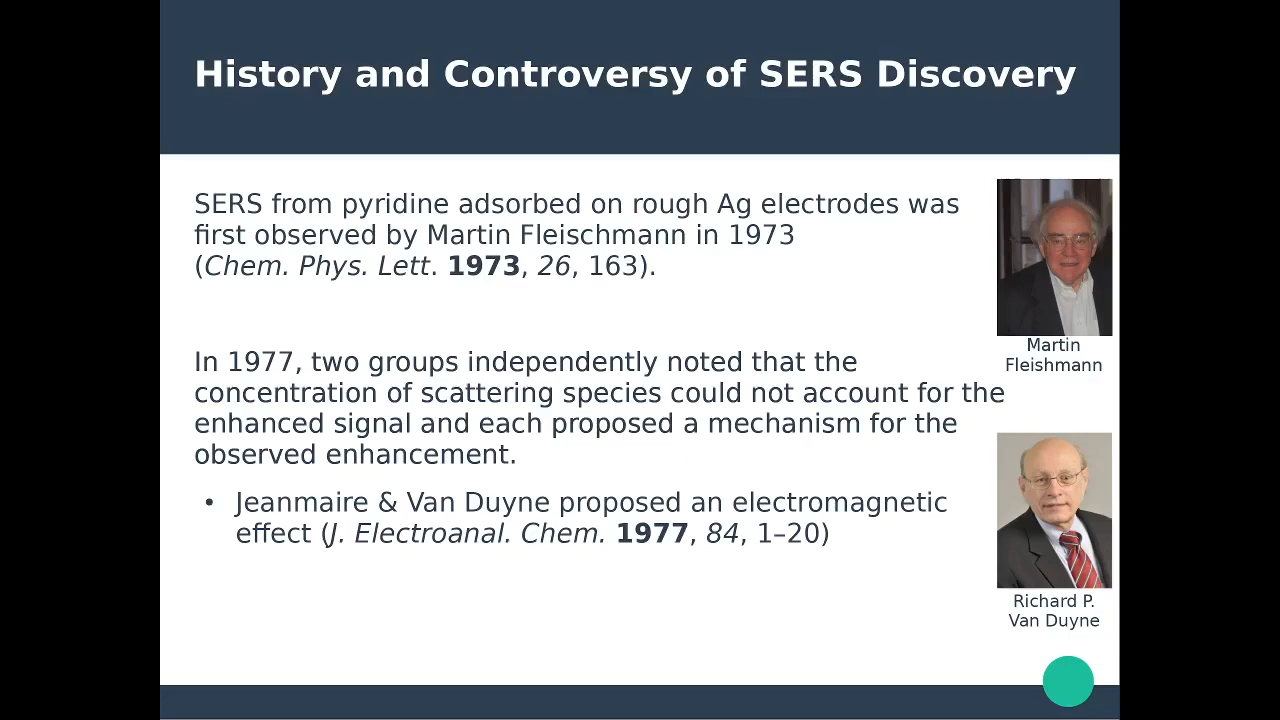 History and Controversy of SERS Discovery
SERS from pyridine adsorbed on rough Ag electrodes was
first observed by Martin Fleischmann in 1973
(Chem. Phys. Lett. 1973, 26, 163).
Martin
Fleishmann
In 1977, two groups independently noted that the
concentration of scattering species could not account for the
enhanced signal and each proposed a mechanism for the
observed enhancement.
• Jeanmaire & Van Duyne proposed an electromagnetic
effect (J. Electroanal. Chem. 1977, 84, 1–20)
Richard P.
Van Duyne